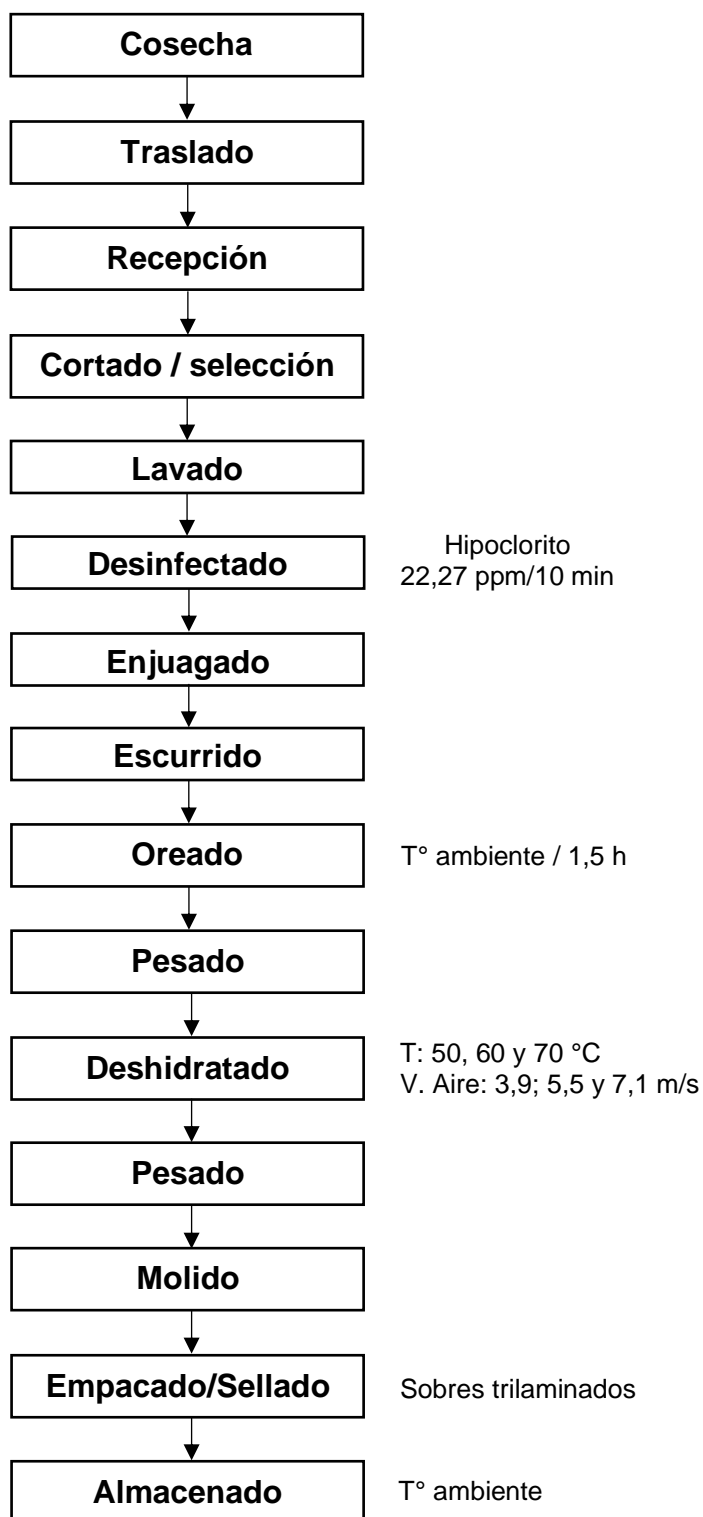 Cosecha
Traslado
Recepción
Cortado / selección
Lavado
Desinfectado
Hipoclorito
22,27 ppm/10 min
Enjuagado
Escurrido
Oreado
T° ambiente / 1,5 h
Pesado
Deshidratado
T: 50, 60 y 70 °C
V. Aire: 3,9; 5,5 y 7,1 m/s
Pesado
Molido
Empacado/Sellado
Sobres trilaminados
Almacenado
T° ambiente